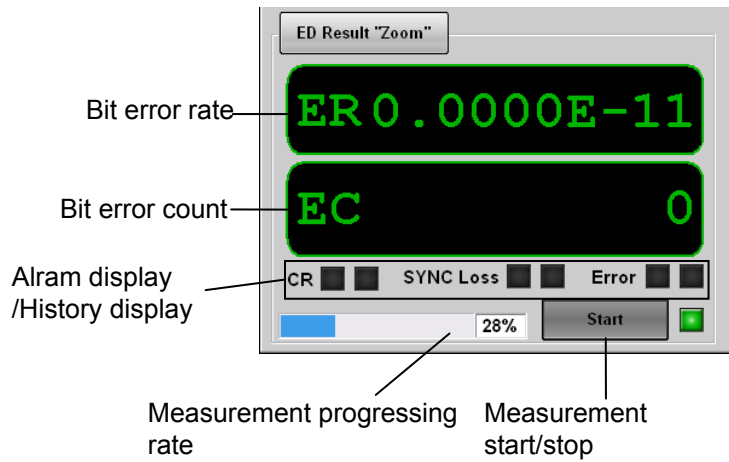 ED Result "Zoom"
Bit error rate
ER 0.0000E-11
Bit error count
EC 0
Alram display
/History display
CR SYNC Loss Error
28% Start
Measurement progressing
rate
Measurement
start/stop